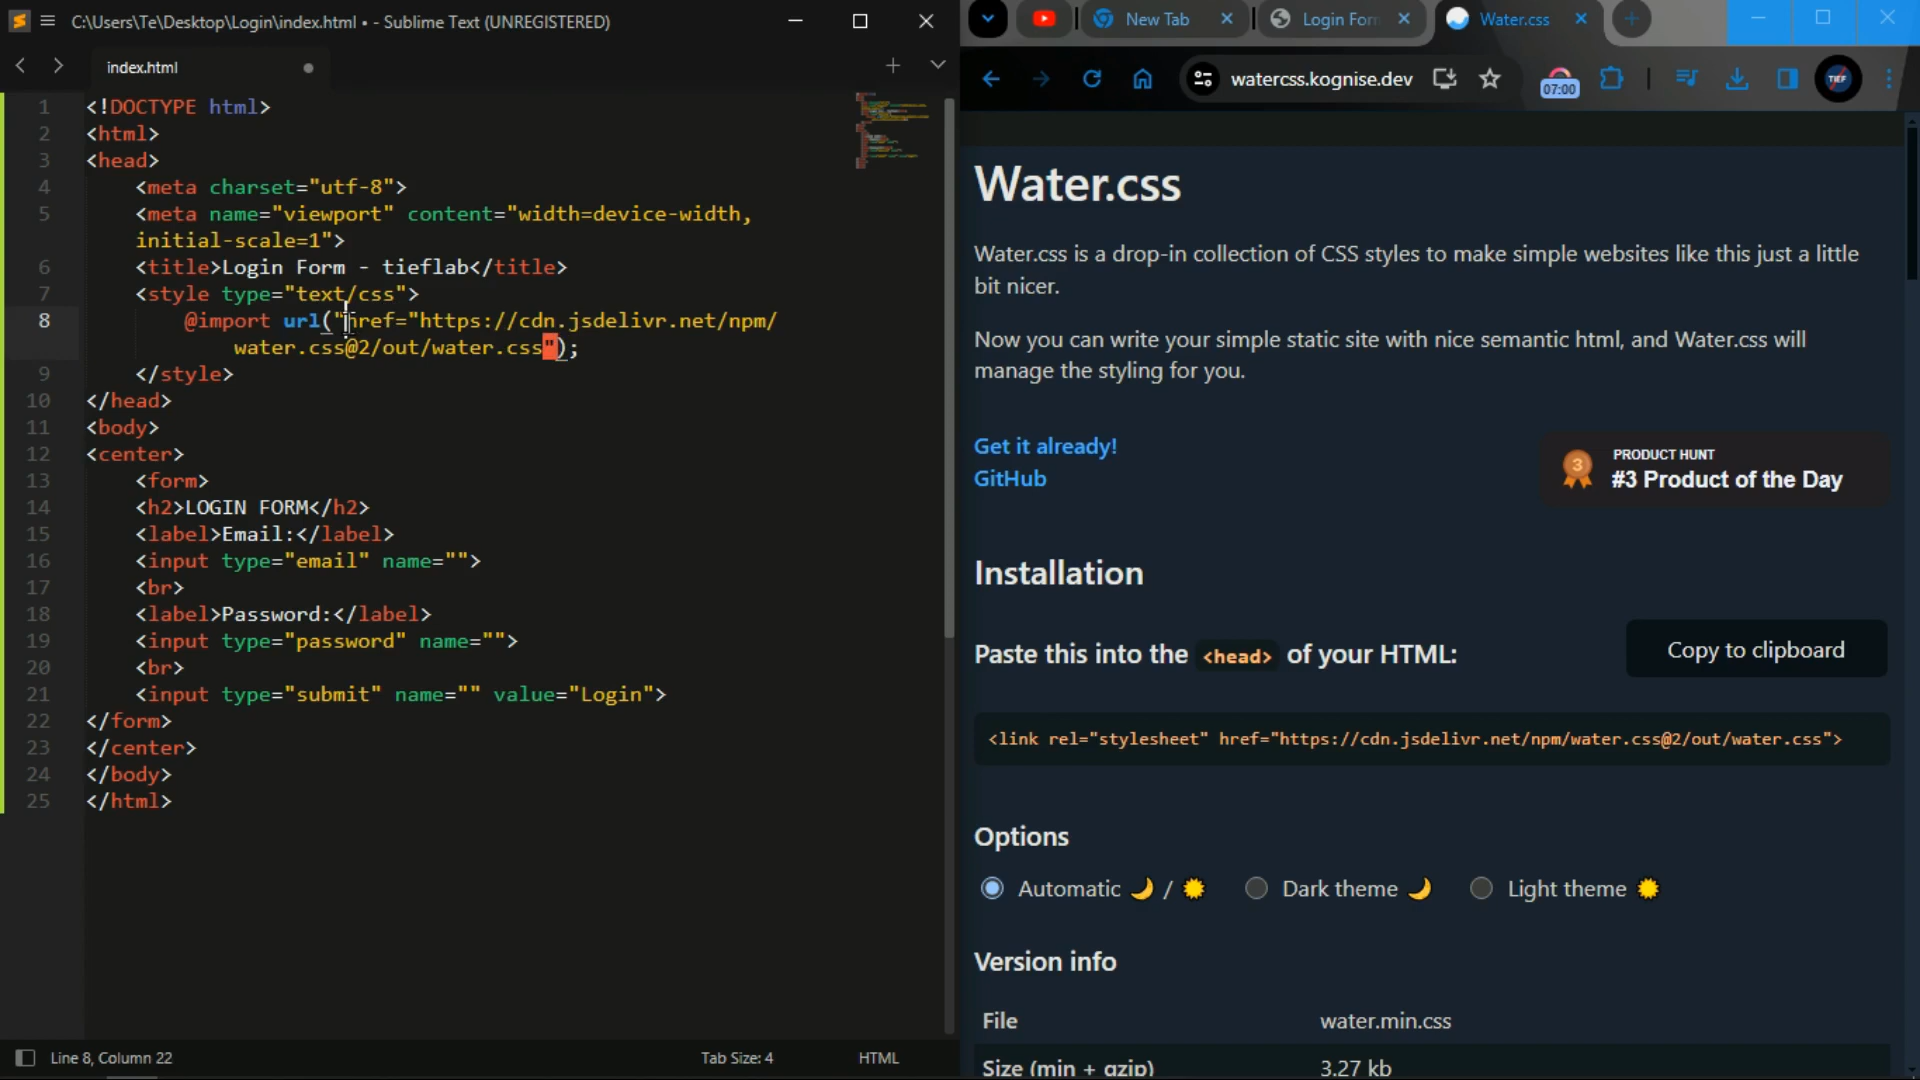 C:\Users\Te\Desktop\Login\index.html • - Sublime Text (UNREGISTERED)
index.html
1 <!DOCTYPE html>
2 <html>
3 <head>
4 <meta charset="utf-8">
5 <meta name="viewport" content="width=device-width,
initial-scale=1">
6 <title>Login Form - tieflab</title>
7 <style type="text/css">
8 @import url("href="https://cdn.jsdelivr.net/npm/
water.css@2/out/water.css");
9 </style>
10 </head>
11 <body>
12 <center>
13 <form>
14 <h2>LOGIN FORM</h2>
15 <label>Email:</label>
16 <input type="email" name="">
17 <br>
18 <label>Password:</label>
19 <input type="password" name="">
20 <br>
21 <input type="submit" name="" value="Login">
22 </form>
23 </center>
24 </body>
25 </html>
Line 8, Column 22
Tab Size: 4
HTML
New Tab
Login For
Water.css
watercss.kognise.dev
07:00
TIEF
Water.css
Water.css is a drop-in collection of CSS styles to make simple websites like this just a little
bit nicer.
Now you can write your simple static site with nice semantic html, and Water.css will
manage the styling for you.
Get it already!
GitHub
3
PRODUCT HUNT
#3 Product of the Day
Installation
Paste this into the <head> of your HTML:
Copy to clipboard
<link rel="stylesheet" href="https://cdn.jsdelivr.net/npm/water.css@2/out/water.css">
Options
Automatic 🌙 / ☀️ Dark theme 🌙 Light theme ☀️
Version info
File water.min.css
Size (min + gzip) 3.27 kb